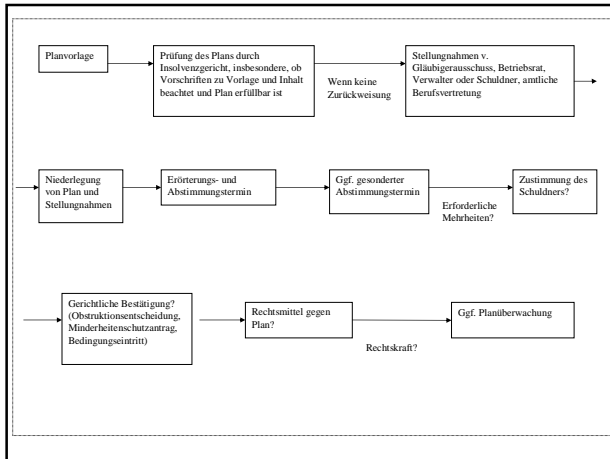 Planvorlage
Prüfung des Plans durch
Insolvenzgericht, insbesondere, ob
Vorschriften zu Vorlage und Inhalt
beachtet und Plan erfüllbar ist
Wenn keine
Zurückweisung
Stellungnahmen v.
Gläubigerausschuss, Betriebsrat,
Verwalter oder Schuldner, amtliche
Berufsvertretung
Niederlegung
von Plan und
Stellungnahmen
Erörterungs- und
Abstimmungstermin
Ggf. gesonderter
Abstimmungstermin
Erforderliche
Mehrheiten?
Zustimmung des
Schuldners?
Gerichtliche Bestätigung?
(Obstruktionsentscheidung,
Minderheitenschutzantrag,
Bedingungseintritt)
Rechtsmittel gegen
Plan?
Rechtskraft?
Ggf. Planüberwachung